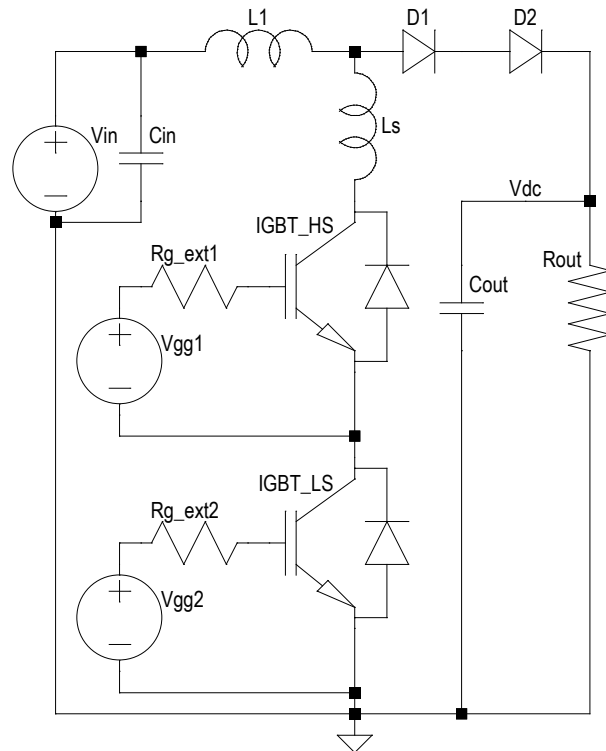 L1
D1
D2
Vin
Cin
Ls
Vdc
IGBT_HS
Rg_ext1
Cout
Rout
Vgg1
IGBT_LS
Rg_ext2
Vgg2